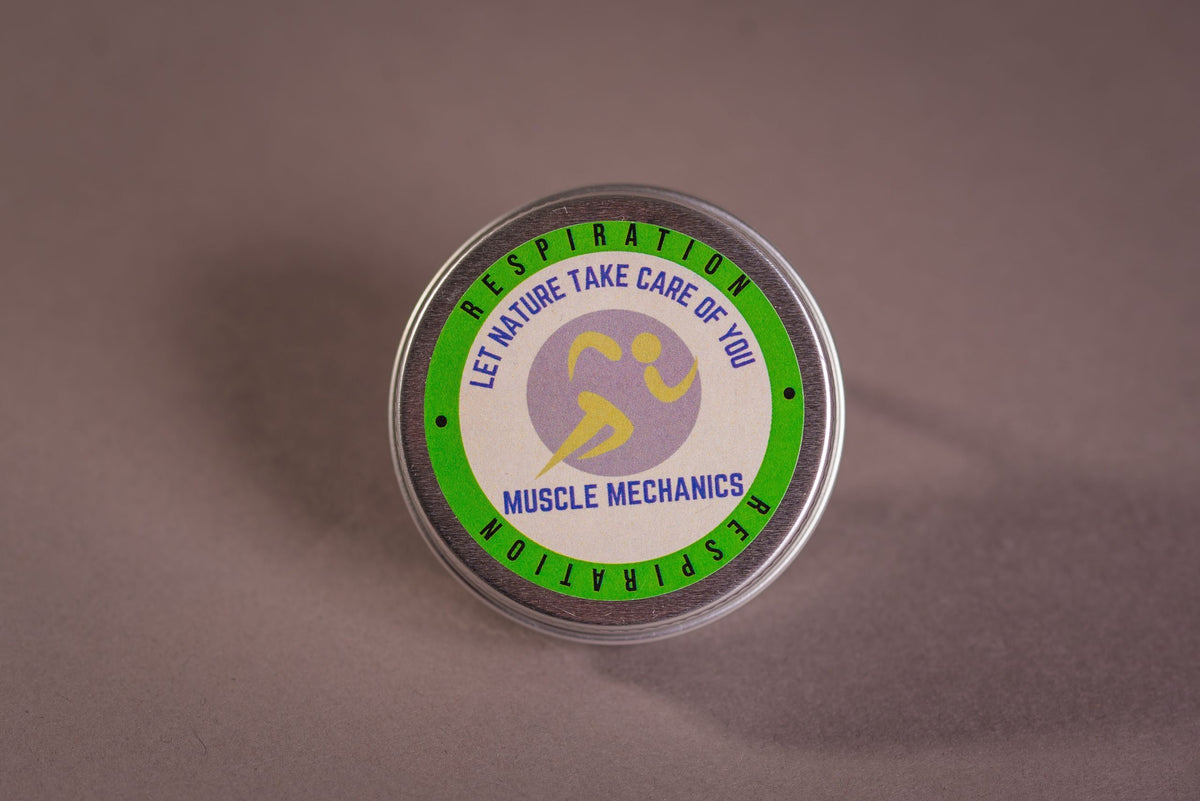 RESPIRATION
LET NATURE TAKE CARE OF YOU
MUSCLE MECHANICS
RESPIRATION